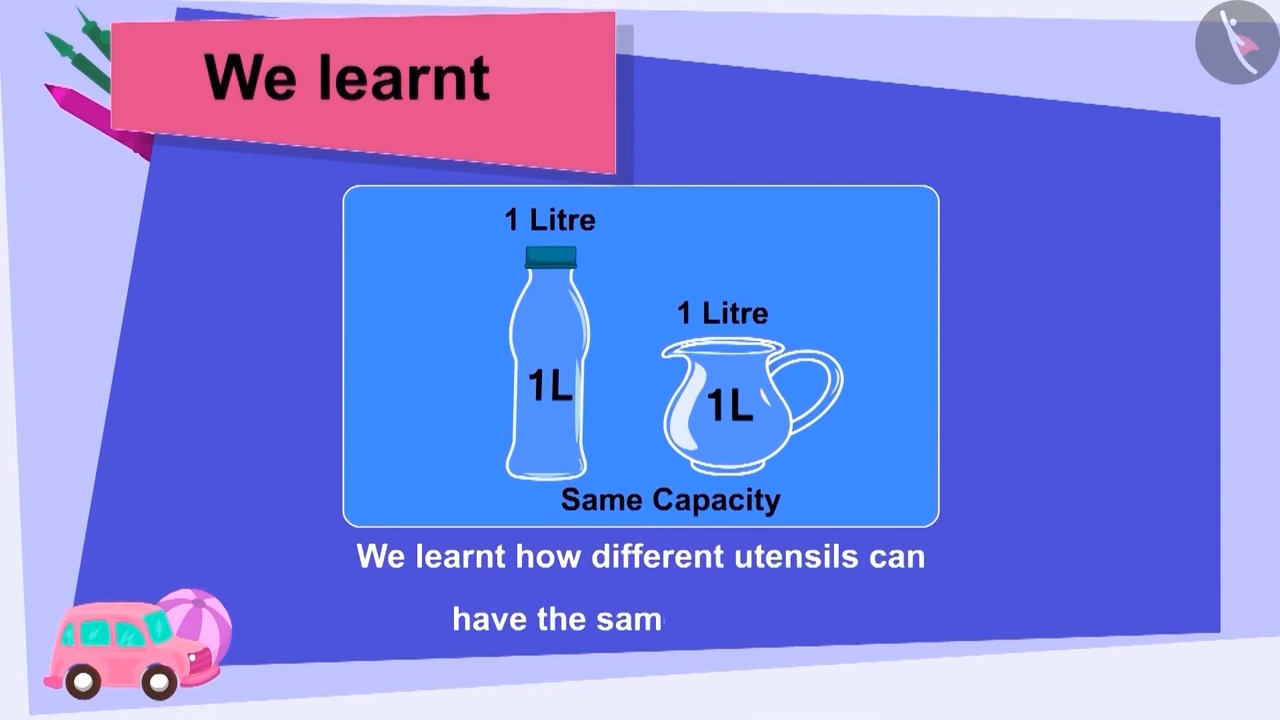 We learnt
1 Litre
1 Litre
1L
1L
Same Capacity
We learnt how different utensils can
have the sam